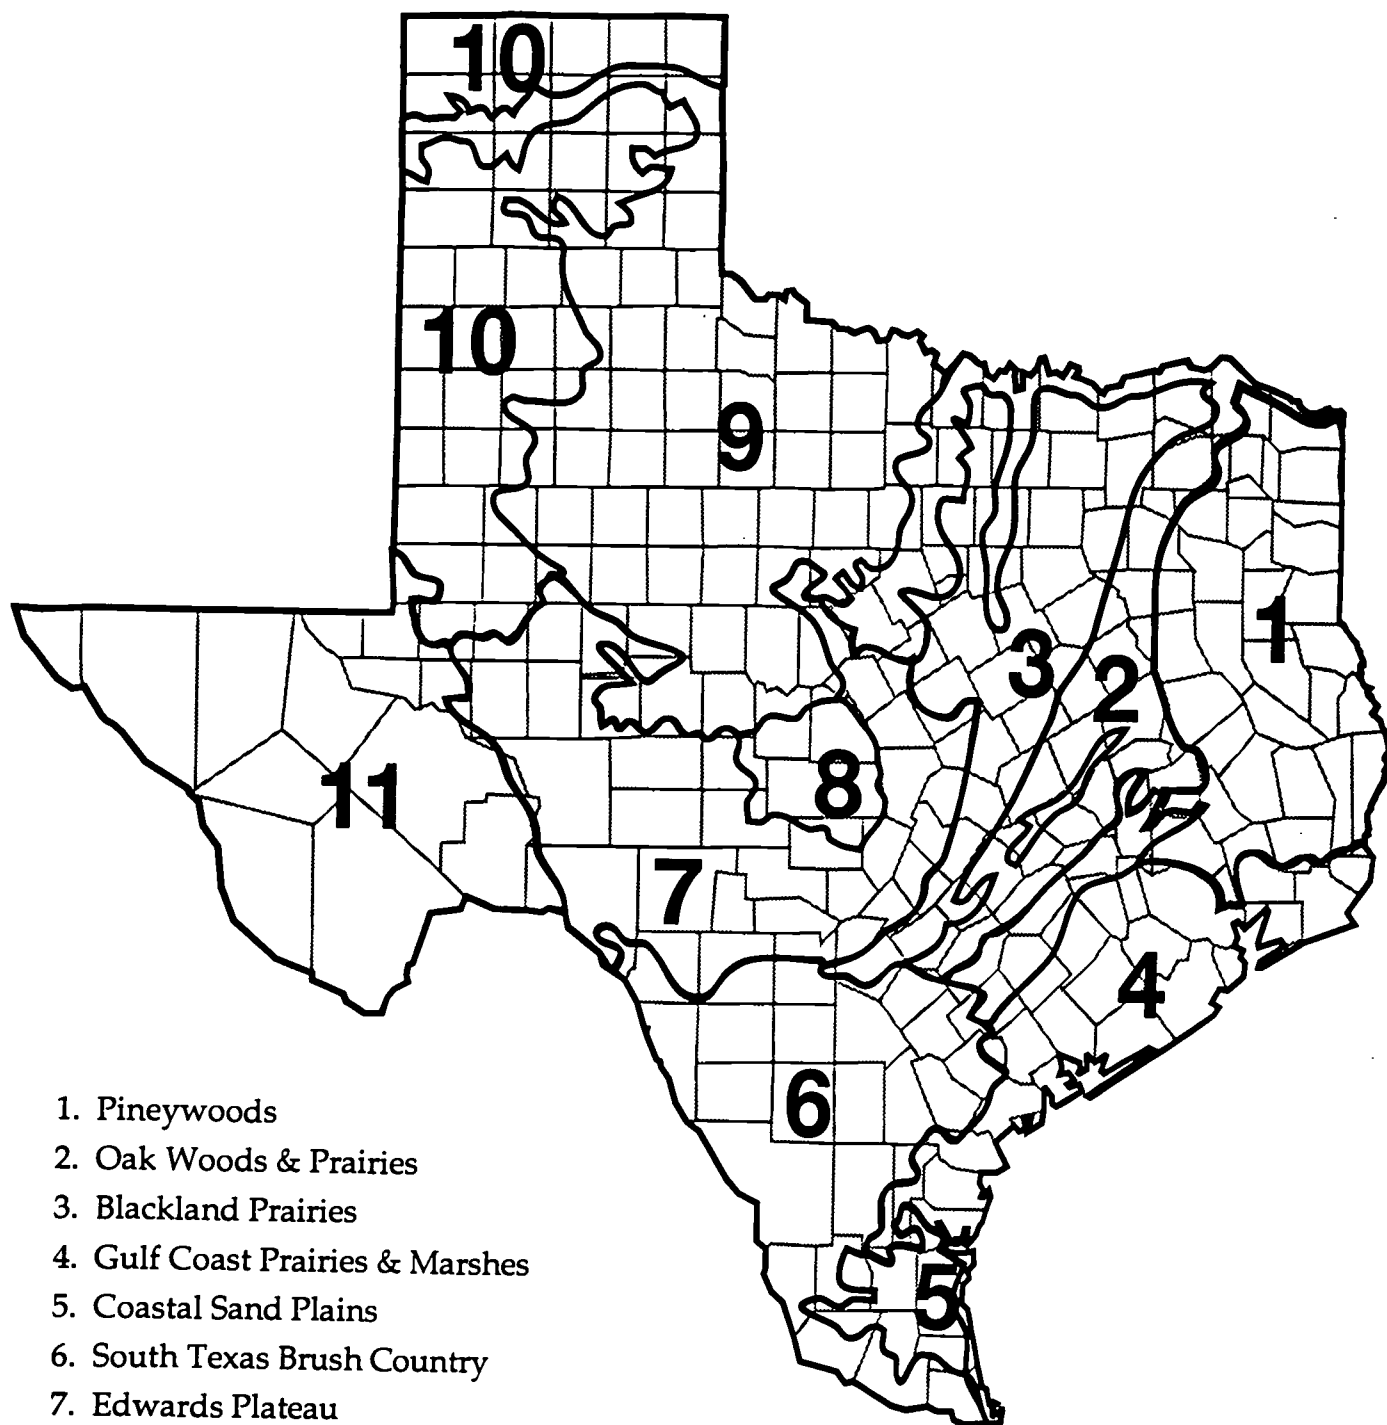 10
10
9
1
3
2
11
8
7
4
6
5
1. Pineywoods
2. Oak Woods & Prairies
3. Blackland Prairies
4. Gulf Coast Prairies & Marshes
5. Coastal Sand Plains
6. South Texas Brush Country
7. Edwards Plateau